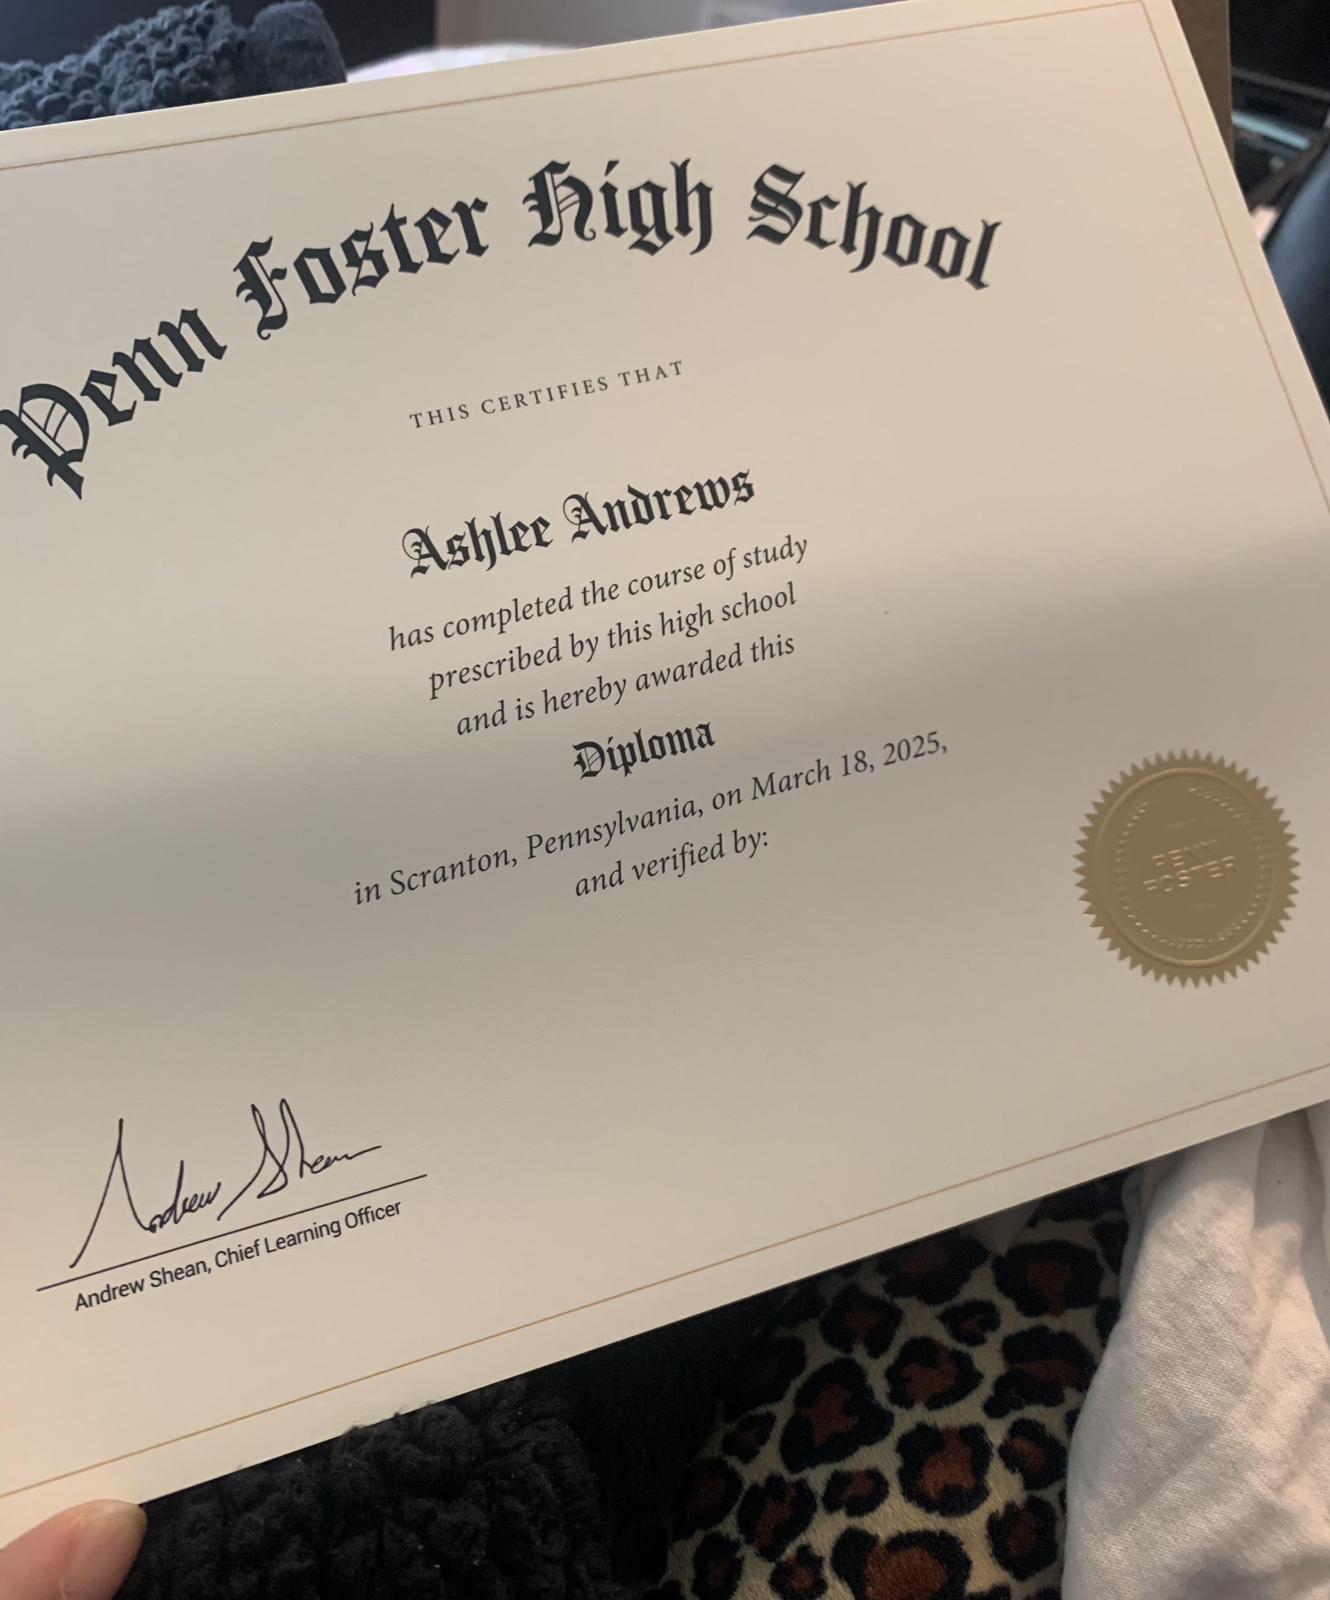 Penn Foster High School
THIS CERTIFIES THAT
Ashlee Andrews
has completed the course of study
prescribed by this high school
and is hereby awarded this
Diploma
in Scranton, Pennsylvania, on March 18, 2025,
and verified by:
PENN
FOSTER
Andrew Shean
Andrew Shean, Chief Learning Officer